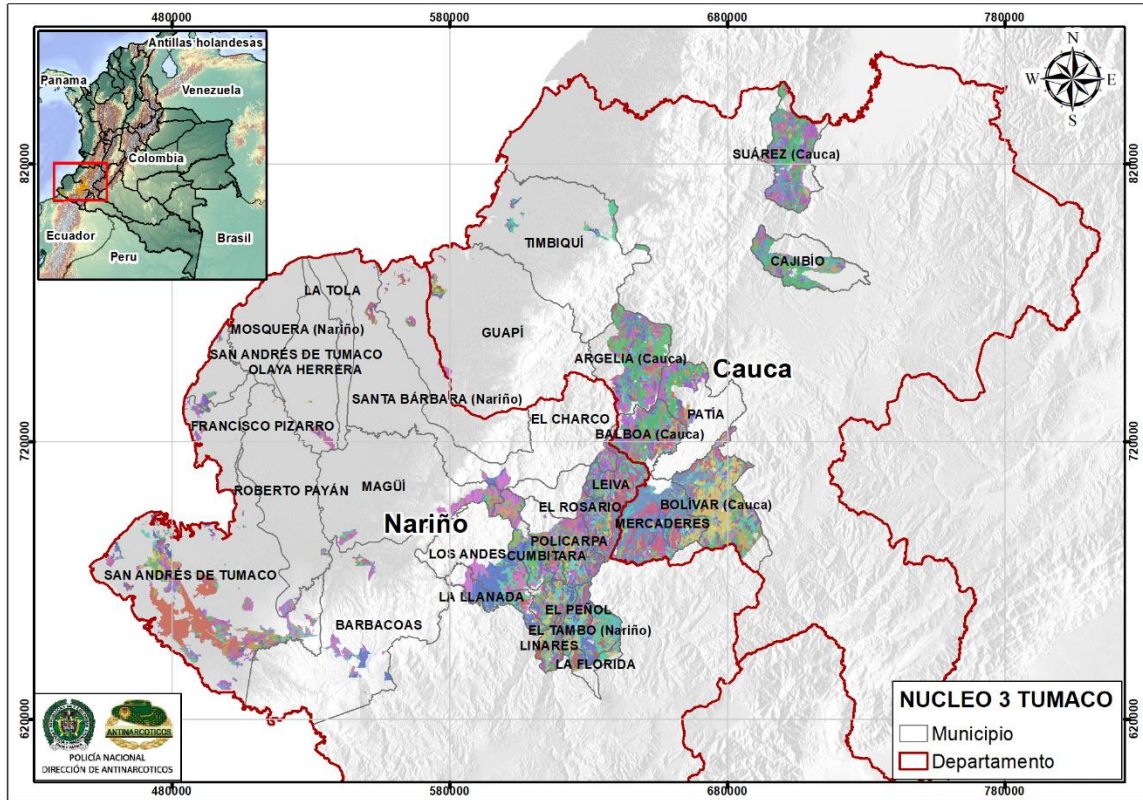 480000
580000
680000
780000
Antillas holandesas
Panama
Venezuela
Colombia
Ecuador
Peru
Brasil
N
W
E
S
820000
820000
SUÁREZ (Cauca)
TIMBIQUÍ
CAJIBÍO
LA TOLA
MOSQUERA (Nariño)
GUAPÍ
SAN ANDRÉS DE TUMACO
OLAYA HERRERA
ARGELIA (Cauca)
Cauca
SANTA BÁRBARA (Nariño)
EL CHARCO
PATÍA
FRANCISCO PIZARRO
BALBOA (Cauca)
720000
720000
ROBERTO PAYÁN
MAGÜÍ
LEIVA
EL ROSARIO
BOLÍVAR (Cauca)
MERCADERES
Nariño
POLICARPA
LOS ANDES
CUMBITARA
SAN ANDRÉS DE TUMACO
LA LLANADA
EL PEÑOL
BARBACOAS
EL TAMBO (Nariño)
LINARES
LA FLORIDA
620000
620000
ANTINARCOTICOS
POLICÍA NACIONAL
DIRECCIÓN DE ANTINARCOTICOS
NUCLEO 3 TUMACO
Municipio
Departamento
480000
580000
680000
780000